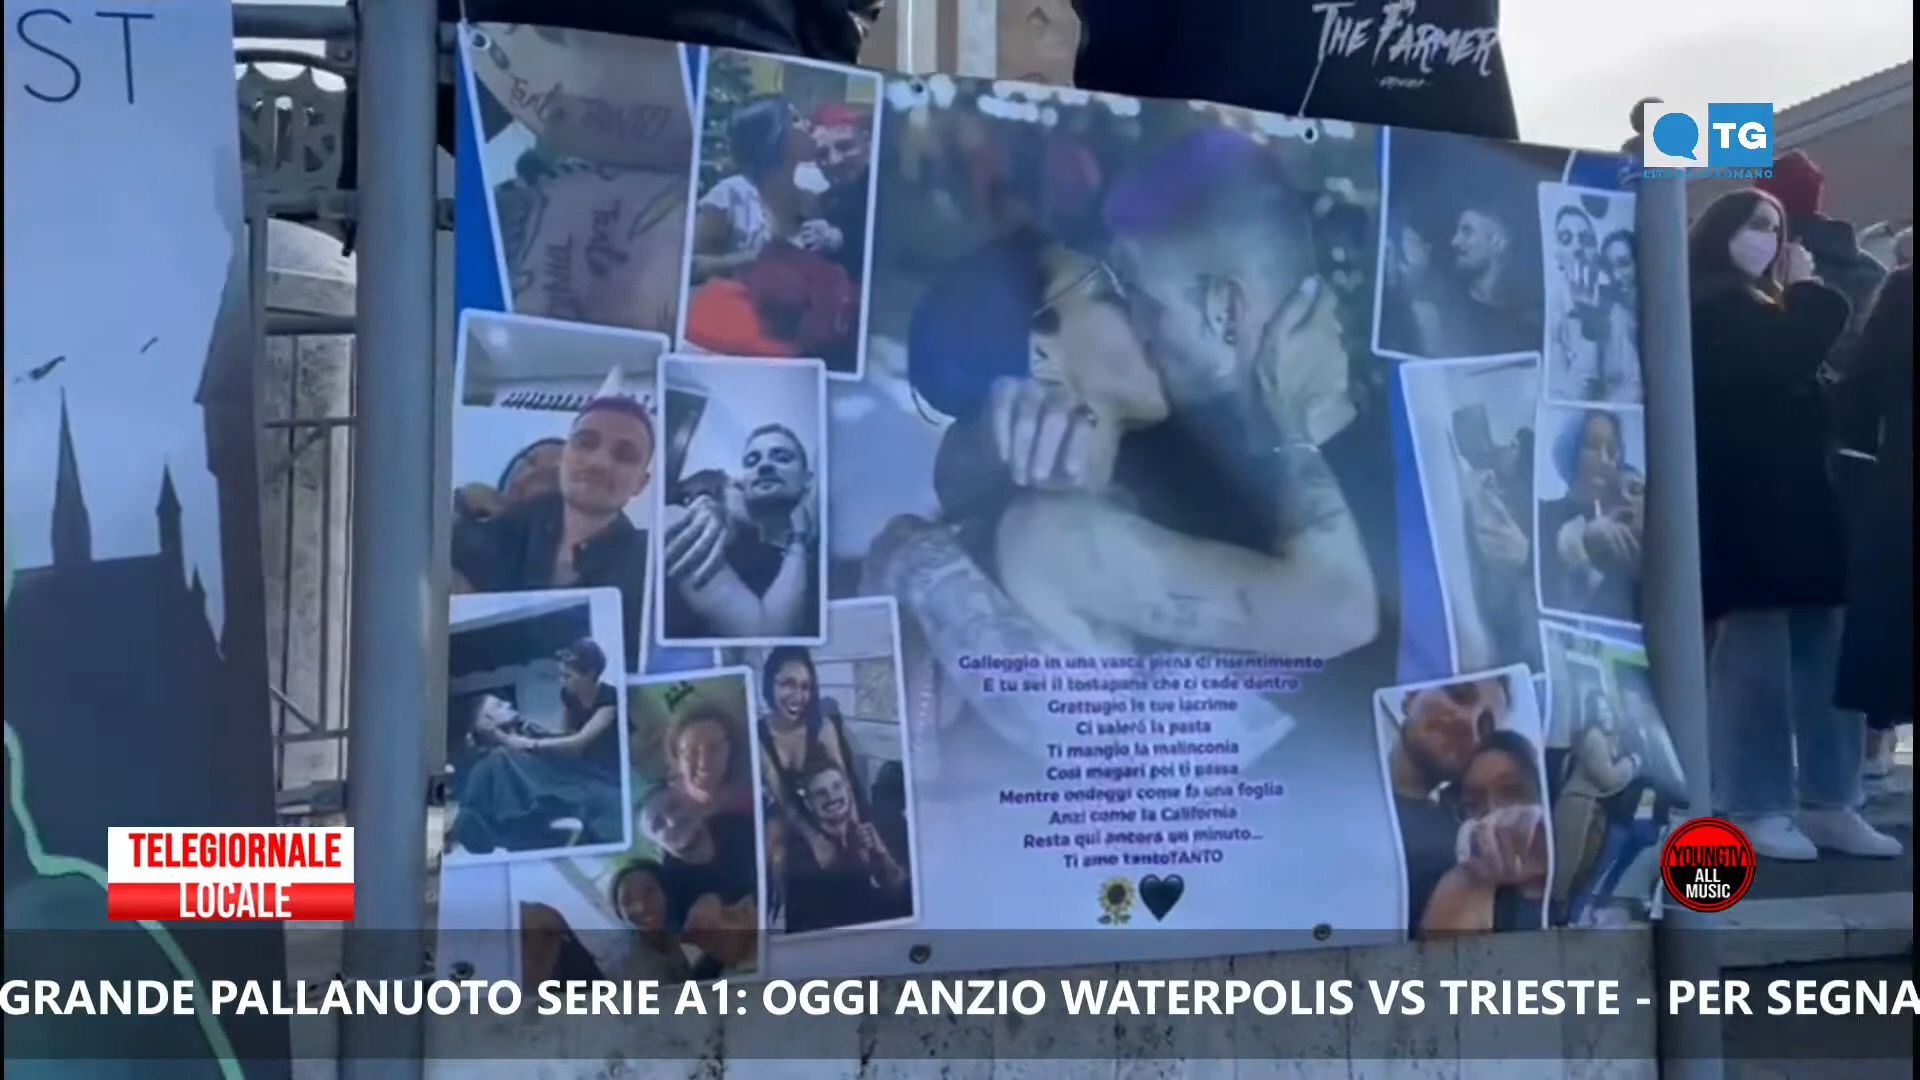 ST
THE FARMER
TG
LITORALE ROMANO
Galleggio in una vasca piena di risentimento
E tu sei il tostapane che ci cade dentro
Grattugio le tue lacrime
Ci salerò la pasta
Ti mangio la malinconia
Così magari poi ti passa
Mentre ondeggi come fa una foglia
Anzi come la California
Resta qui ancora un minuto...
Ti amo tantoTANTO
TELEGIORNALE
LOCALE
YOUNGTV
ALL
MUSIC
GRANDE PALLANUOTO SERIE A1: OGGI ANZIO WATERPOLIS VS TRIESTE - PER SEGNA